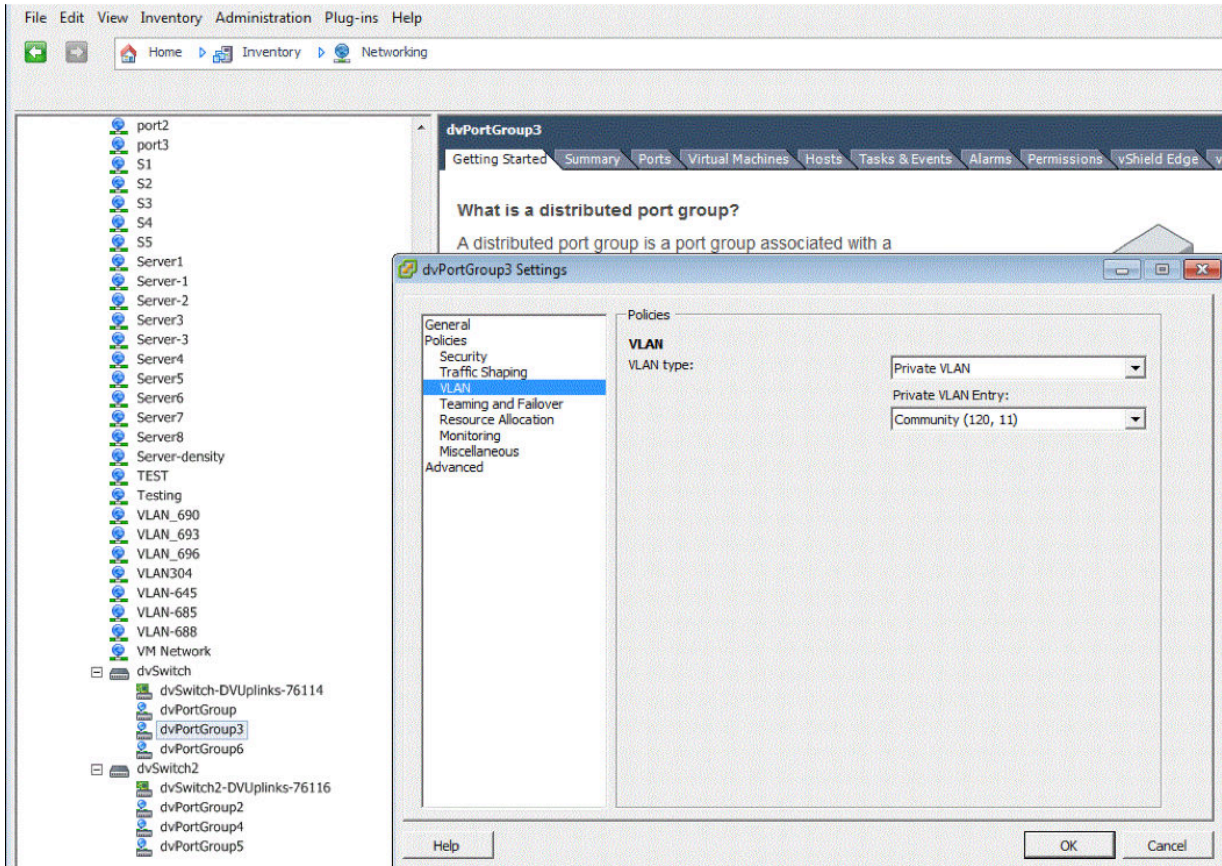 File Edit View Inventory Administration Plug-ins Help
Home Inventory Networking
port2
port3
S1
S2
S3
S4
S5
Server1
Server-1
Server-2
Server3
Server-3
Server4
Server5
Server6
Server7
Server8
Server-density
TEST
Testing
VLAN_690
VLAN_693
VLAN_696
VLAN304
VLAN-645
VLAN-685
VLAN-688
VM Network
dvSwitch
dvSwitch-DVUplinks-76114
dvPortGroup
dvPortGroup3
dvPortGroup6
dvSwitch2
dvSwitch2-DVUplinks-76116
dvPortGroup2
dvPortGroup4
dvPortGroup5
dvPortGroup3
Getting Started Summary Ports Virtual Machines Hosts Tasks & Events Alarms Permissions vShield Edge
What is a distributed port group?
A distributed port group is a port group associated with a
dvPortGroup3 Settings
General
Policies
Security
Traffic Shaping
VLAN
Teaming and Failover
Resource Allocation
Monitoring
Miscellaneous
Advanced
Policies
VLAN
VLAN type:
Private VLAN
Private VLAN Entry:
Community (120, 11)
Help OK Cancel